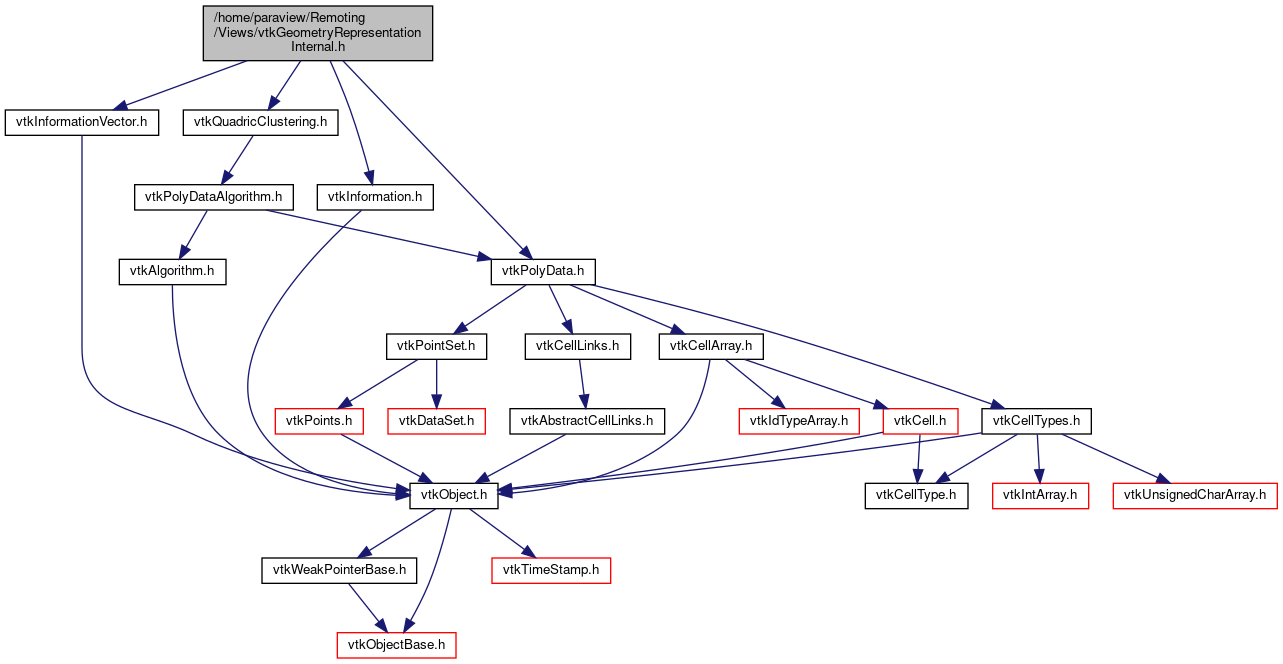 /home/paraview/Remoting
/Views/vtkGeometryRepresentation
Internal.h
vtkInformationVector.h
vtkQuadricClustering.h
vtkPolyDataAlgorithm.h
vtkInformation.h
vtkAlgorithm.h
vtkPolyData.h
vtkPointSet.h
vtkCellLinks.h
vtkCellArray.h
vtkPoints.h
vtkDataSet.h
vtkAbstractCellLinks.h
vtkIdTypeArray.h
vtkCell.h
vtkCellTypes.h
vtkObject.h
vtkCellType.h
vtkIntArray.h
vtkUnsignedCharArray.h
vtkWeakPointerBase.h
vtkTimeStamp.h
vtkObjectBase.h